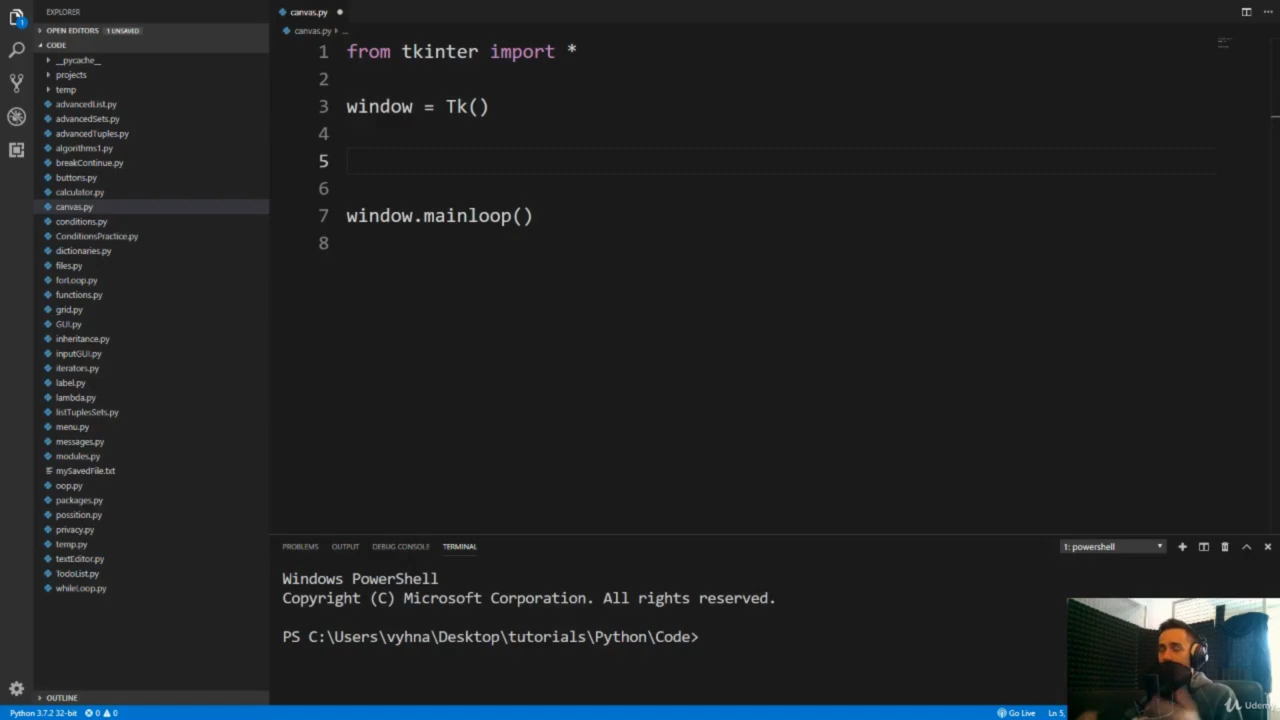 EXPLORER
OPEN EDITORS 1 UNSAVED
CODE
__pycache__
projects
temp
advancedList.py
advancedSets.py
advancedTuples.py
algorithms1.py
breakContinue.py
buttons.py
calculator.py
canvas.py
conditions.py
ConditionsPractice.py
dictionaries.py
files.py
forLoop.py
functions.py
grid.py
GUI.py
inheritance.py
inputGUI.py
iterators.py
label.py
lambda.py
listTuplesSets.py
menu.py
messages.py
modules.py
mySavedFile.txt
oop.py
packages.py
possition.py
privacy.py
temp.py
textEditor.py
TodoList.py
whileLoop.py
OUTLINE
canvas.py
canvas.py ...
1 from tkinter import *
2
3 window = Tk()
4
5
6
7 window.mainloop()
8
PROBLEMS OUTPUT DEBUG CONSOLE TERMINAL 1: powershell
Windows PowerShell
Copyright (C) Microsoft Corporation. All rights reserved.
PS C:\Users\vyhna\Desktop\tutorials\Python\Code>
Python 3.7.2 32-bit 0 0 Go Live Ln 5,
Udemy